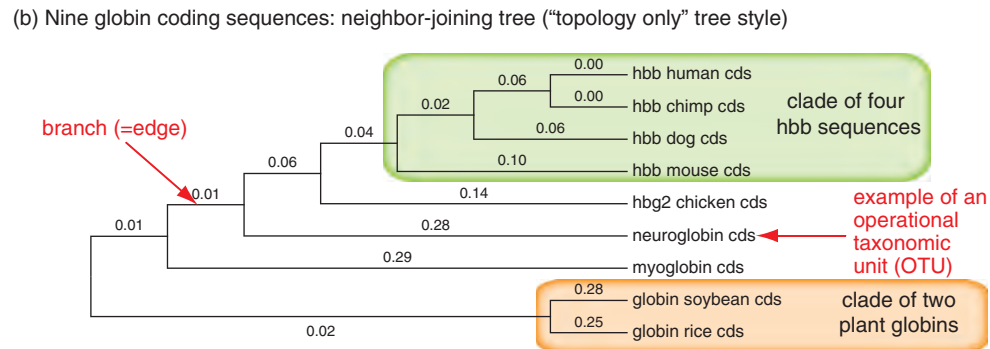 (b) Nine globin coding sequences: neighbor-joining tree (“topology only” tree style)
0.00
hbb human cds
0.06
0.00
hbb chimp cds
clade of four
hbb sequences
0.02
branch (=edge)
0.06
hbb dog cds
0.04
0.10
hbb mouse cds
0.06
0.14
hbg2 chicken cds
0.01
example of an
operational
taxonomic
unit (OTU)
0.01
0.28
neuroglobin cds
0.29
myoglobin cds
0.28
globin soybean cds
clade of two
plant globins
0.25
globin rice cds
0.02